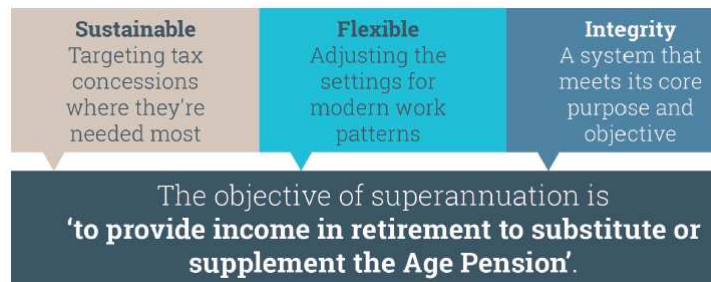 Sustainable
Targeting tax
concessions
where they're
needed most
Flexible
Adjusting the
settings for
modern work
patterns
Integrity
A system that
meets its core
purpose and
objective
The objective of superannuation is
'to provide income in retirement to substitute or
supplement the Age Pension'.